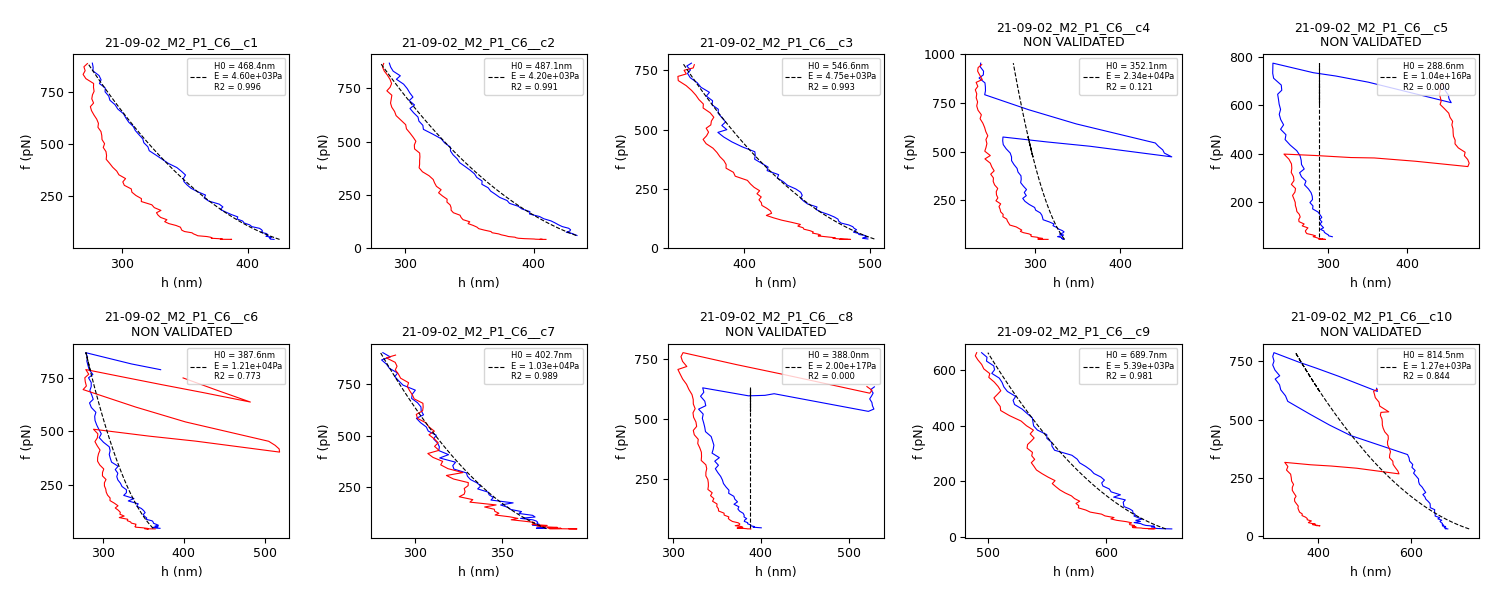 21-09-02_M2_P1_C6__c1
H0 = 468.4nm
E = 4.60e+03Pa
R2 = 0.996
f (pN)
750
500
250
300
400
h (nm)
21-09-02_M2_P1_C6__c2
H0 = 487.1nm
E = 4.20e+03Pa
R2 = 0.991
f (pN)
750
500
250
0
300
400
h (nm)
21-09-02_M2_P1_C6__c3
H0 = 546.6nm
E = 4.75e+03Pa
R2 = 0.993
f (pN)
750
500
250
0
400
500
h (nm)
21-09-02_M2_P1_C6__c4
NON VALIDATED
H0 = 352.1nm
E = 2.34e+04Pa
R2 = 0.121
f (pN)
1000
750
500
250
300
400
h (nm)
21-09-02_M2_P1_C6__c5
NON VALIDATED
H0 = 288.6nm
E = 1.04e+16Pa
R2 = 0.000
f (pN)
800
600
400
200
300
400
h (nm)
21-09-02_M2_P1_C6__c6
NON VALIDATED
H0 = 387.6nm
E = 1.21e+04Pa
R2 = 0.773
f (pN)
750
500
250
300
400
500
h (nm)
21-09-02_M2_P1_C6__c7
H0 = 402.7nm
E = 1.03e+04Pa
R2 = 0.989
f (pN)
750
500
250
300
350
h (nm)
21-09-02_M2_P1_C6__c8
NON VALIDATED
H0 = 388.0nm
E = 2.00e+17Pa
R2 = 0.000
f (pN)
750
500
250
300
400
500
h (nm)
21-09-02_M2_P1_C6__c9
H0 = 689.7nm
E = 5.39e+03Pa
R2 = 0.981
f (pN)
600
400
200
0
500
600
h (nm)
21-09-02_M2_P1_C6__c10
NON VALIDATED
H0 = 814.5nm
E = 1.27e+03Pa
R2 = 0.844
f (pN)
750
500
250
0
400
600
h (nm)